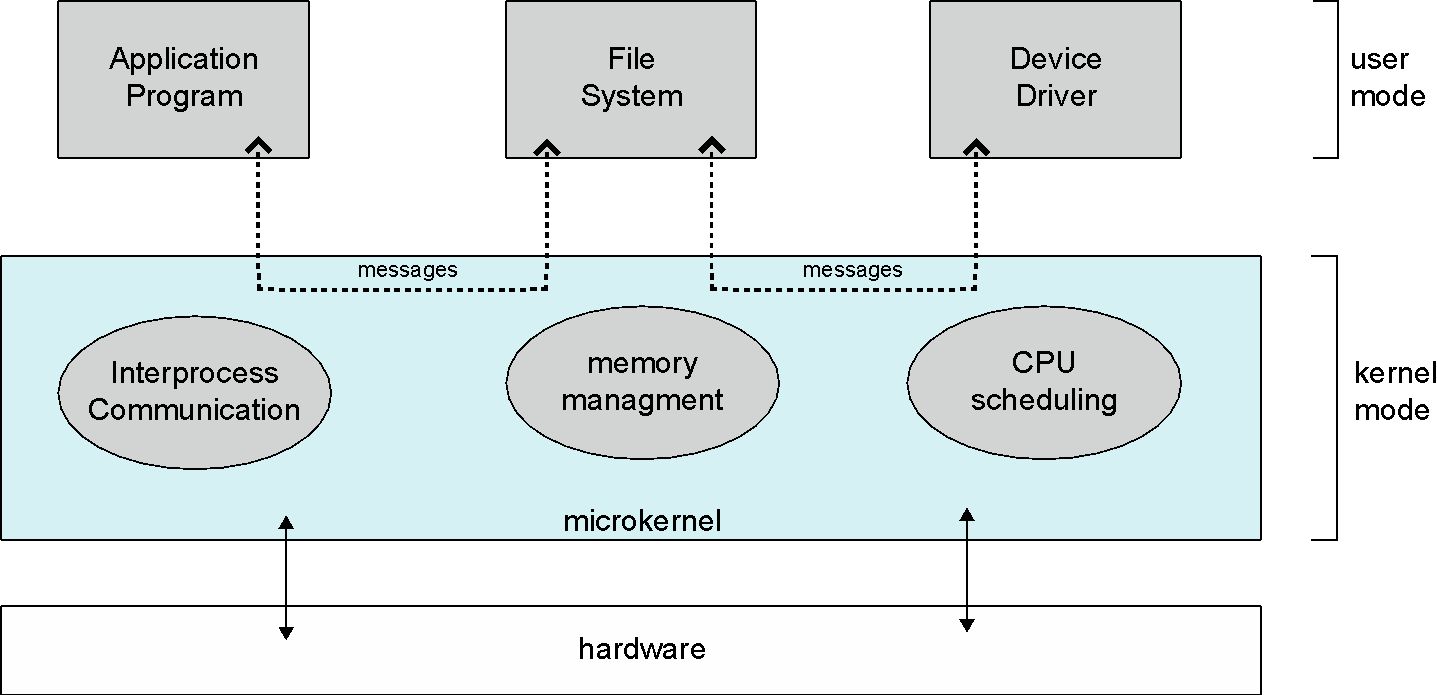 Application
Program
File
System
Device
Driver
user
mode
messages
messages
Interprocess
Communication
memory
managment
CPU
scheduling
kernel
mode
microkernel
hardware